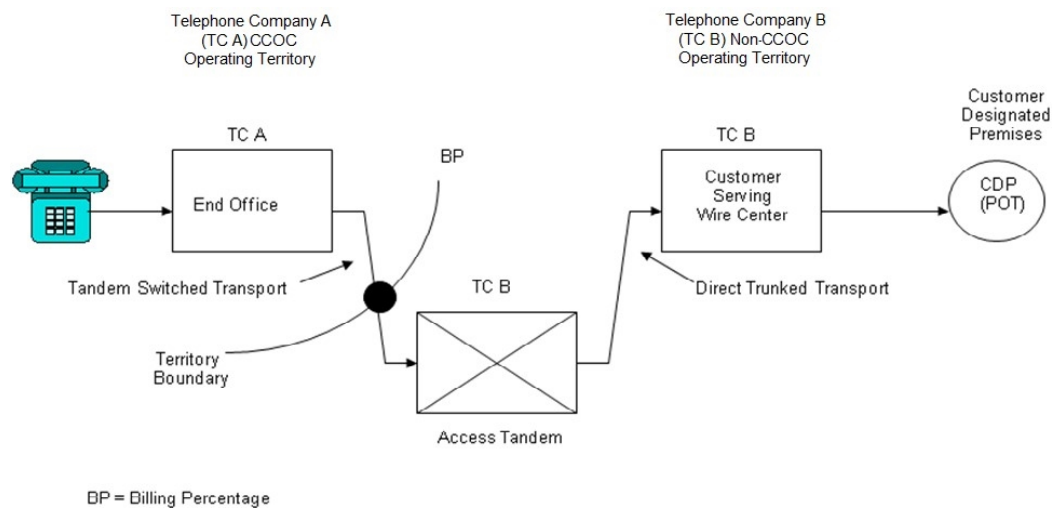 Telephone Company A
(TC A) CCOC
Operating Territory
Telephone Company B
(TC B) Non-CCOC
Operating Territory
Customer
Designated
Premises
TC A
BP
TC B
End Office
Customer
Serving
Wire Center
CDP
(POT)
Tandem Switched Transport
TC B
Direct Trunked Transport
Territory
Boundary
Access Tandem
BP = Billing Percentage